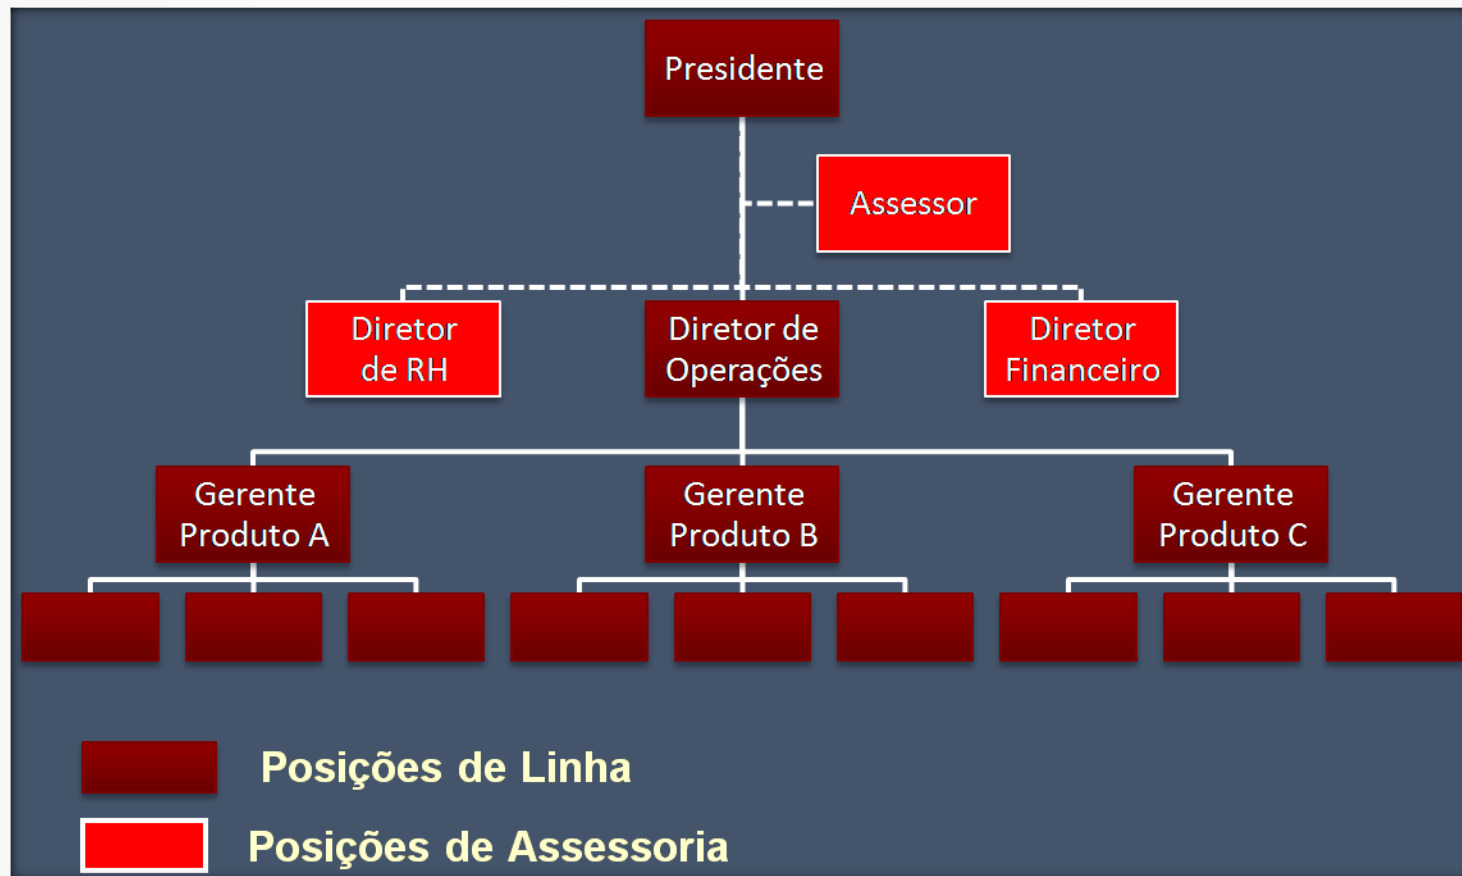 Presidente
Assessor
Diretor
de RH
Diretor de
Operações
Diretor
Financeiro
Gerente
Produto A
Gerente
Produto B
Gerente
Produto C
Posições de Linha
Posições de Assessoria